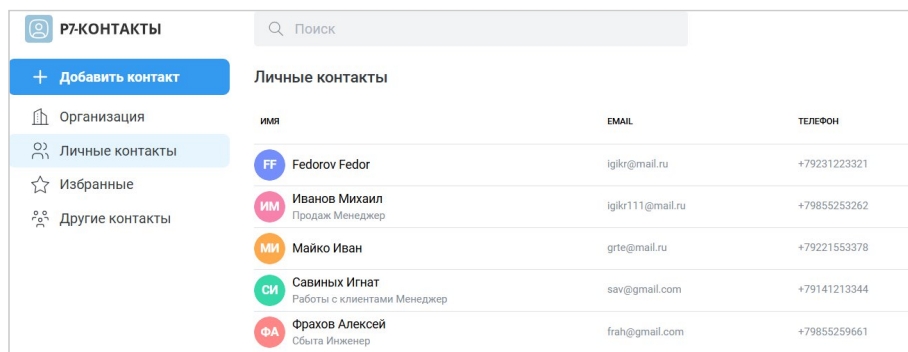 Р7-КОНТАКТЫ
Поиск
Добавить контакт
Организация
Личные контакты
Избранные
Другие контакты
Личные контакты
ИМЯ EMAIL ТЕЛЕФОН
FF Fedorov Fedor igikr@mail.ru +79231223321
ИМ Иванов Михаил igikr111@mail.ru +79855253262
Продаж Менеджер
МИ Майко Иван grte@mail.ru +79221553378
СИ Савиных Игнат sav@gmail.com +79141213344
Работы с клиентами Менеджер
ФА Фрахов Алексей frah@gmail.com +79855259661
Сбыта Инженер